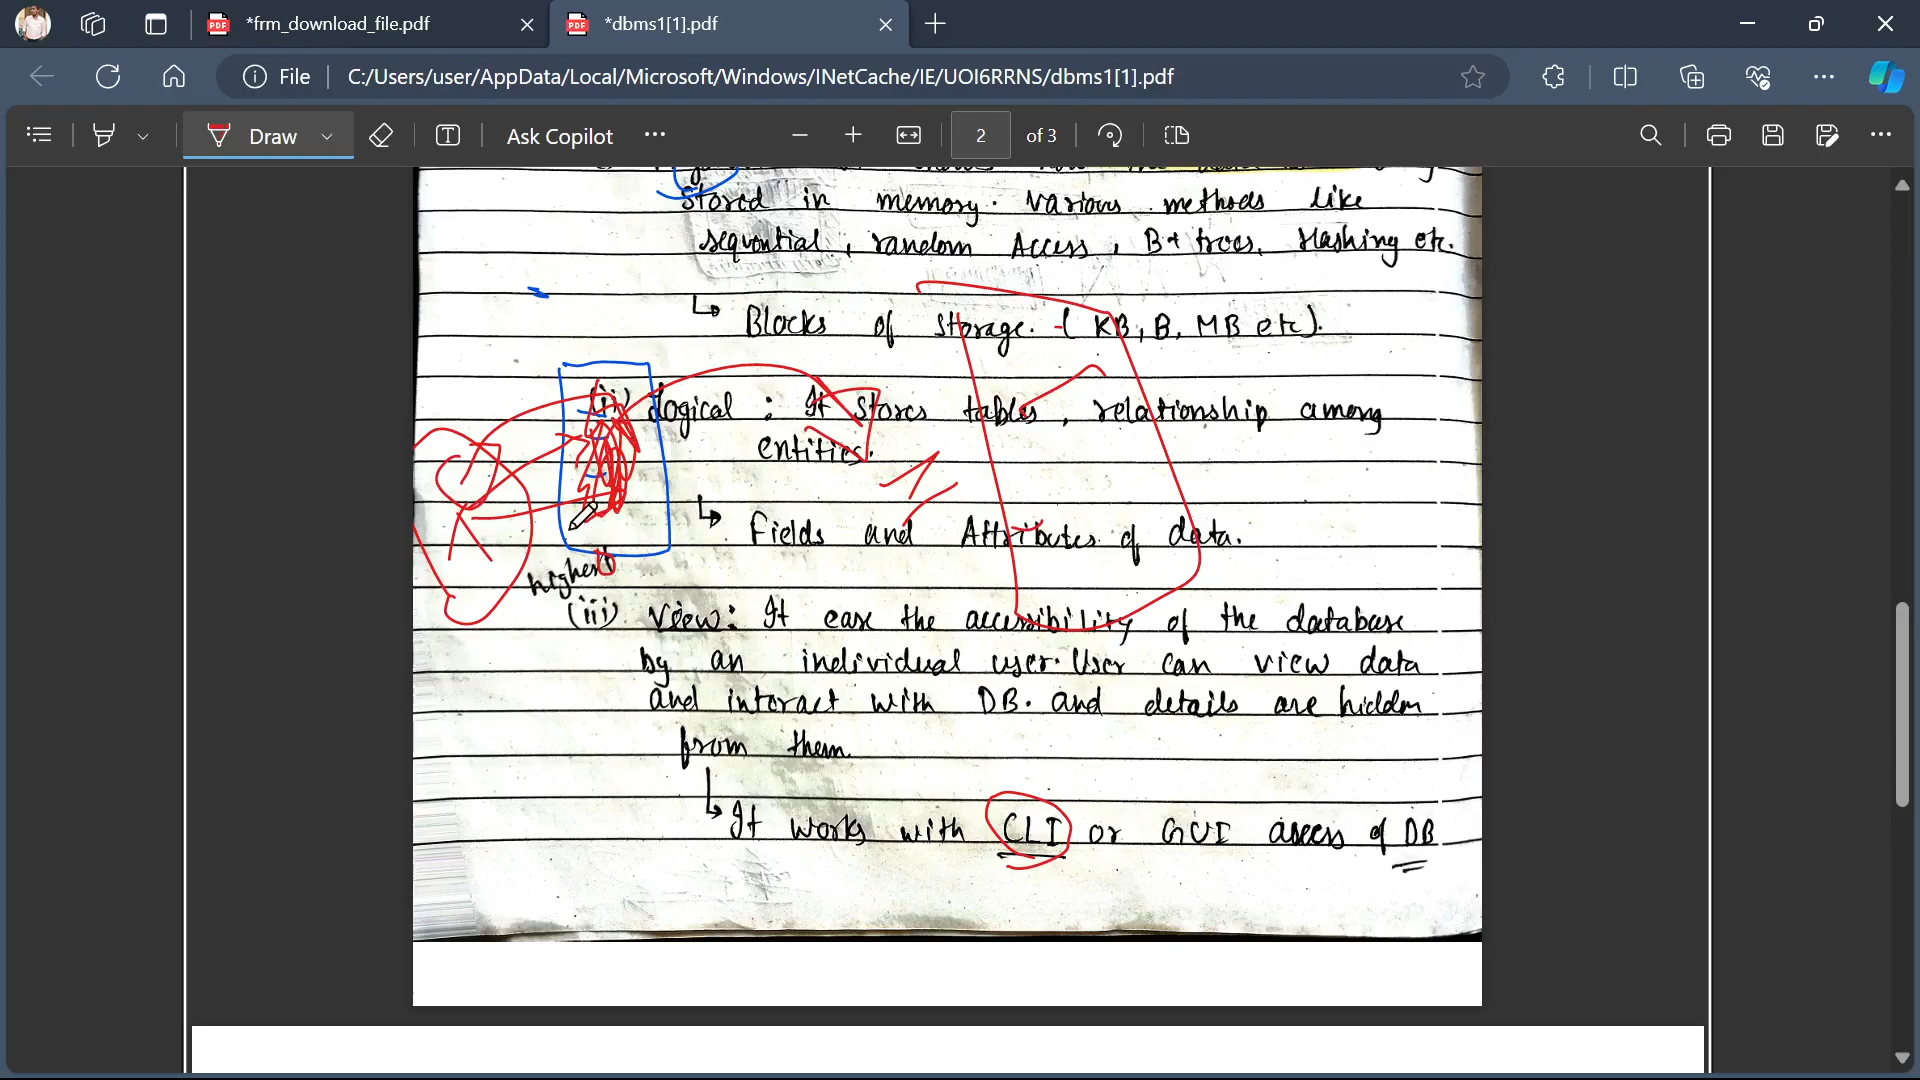 *frm_download_file.pdf
*dbms1[1].pdf
File
C:/Users/user/AppData/Local/Microsoft/Windows/INetCache/IE/UOI6RRNS/dbms1[1].pdf
Draw
Ask Copilot
2
of 3
Stored in memory. Various methods like
sequential, random Access, B+ trees, Hashing etc.
↳ Blocks of storage. ( KB, B, MB etc).
(ii) Logical : It stores tables, relationship among
entities.
↳ Fields and Attributes of data.
highest
(iii) View: It ease the accessibility of the database
by an individual user. User can view data
and interact with DB. and details are hidden
from them.
↳ It works with CLI or GUI access of DB